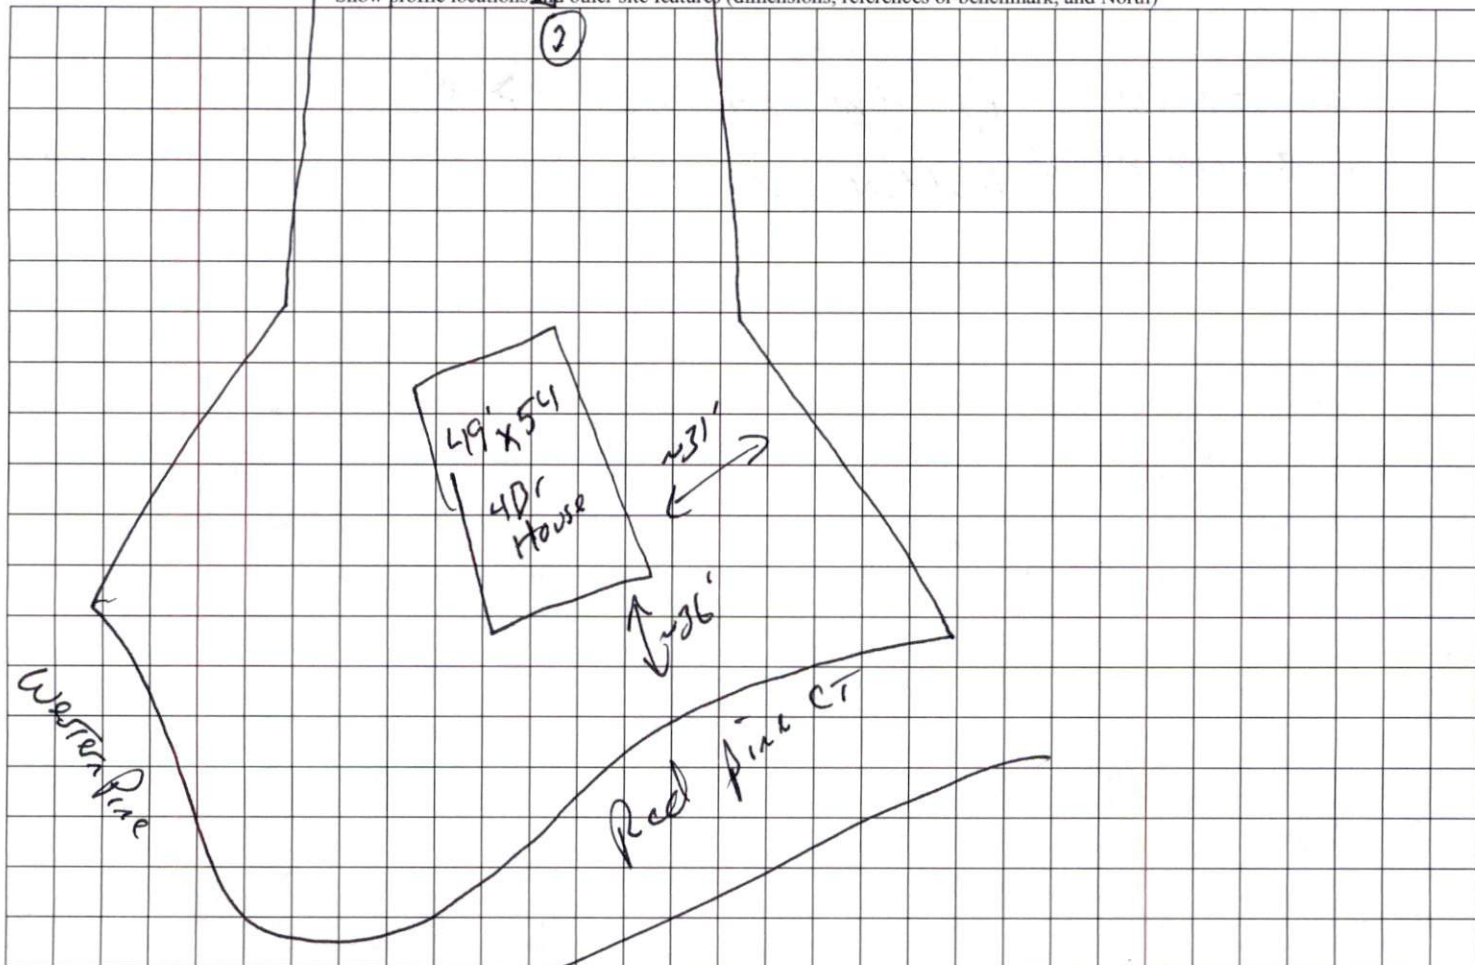 Show profile locations and other site features (dimensions, references or benchmark, and North)
2
49'x54
4Br
House
~31'
~36'
Western Pine
Red Pine CT